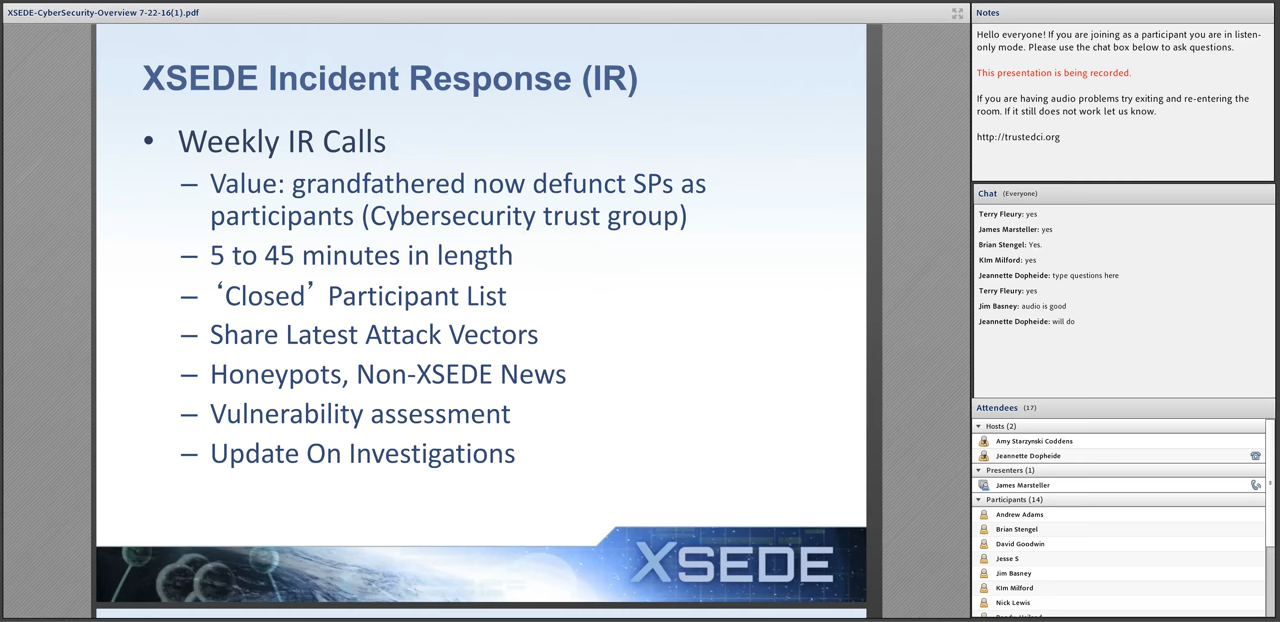 XSEDE-CyberSecurity-Overview 7-22-16(1).pdf
XSEDE Incident Response (IR)
• Weekly IR Calls
– Value: grandfathered now defunct SPs as
participants (Cybersecurity trust group)
– 5 to 45 minutes in length
– ‘Closed’ Participant List
– Share Latest Attack Vectors
– Honeypots, Non-XSEDE News
– Vulnerability assessment
– Update On Investigations
XSEDE
Notes
Hello everyone! If you are joining as a participant you are in listen-
only mode. Please use the chat box below to ask questions.
This presentation is being recorded.
If you are having audio problems try exiting and re-entering the
room. If it still does not work let us know.
http://trustedci.org
Chat (Everyone)
Terry Fleury: yes
James Marsteller: yes
Brian Stengel: Yes.
KIm Milford: yes
Jeannette Dopheide: type questions here
Terry Fleury: yes
Jim Basney: audio is good
Jeannette Dopheide: will do
Attendees (17)
Hosts (2)
Amy Starzynski Coddens
Jeannette Dopheide
Presenters (1)
James Marsteller
Participants (14)
Andrew Adams
Brian Stengel
David Goodwin
Jesse S
Jim Basney
KIm Milford
Nick Lewis